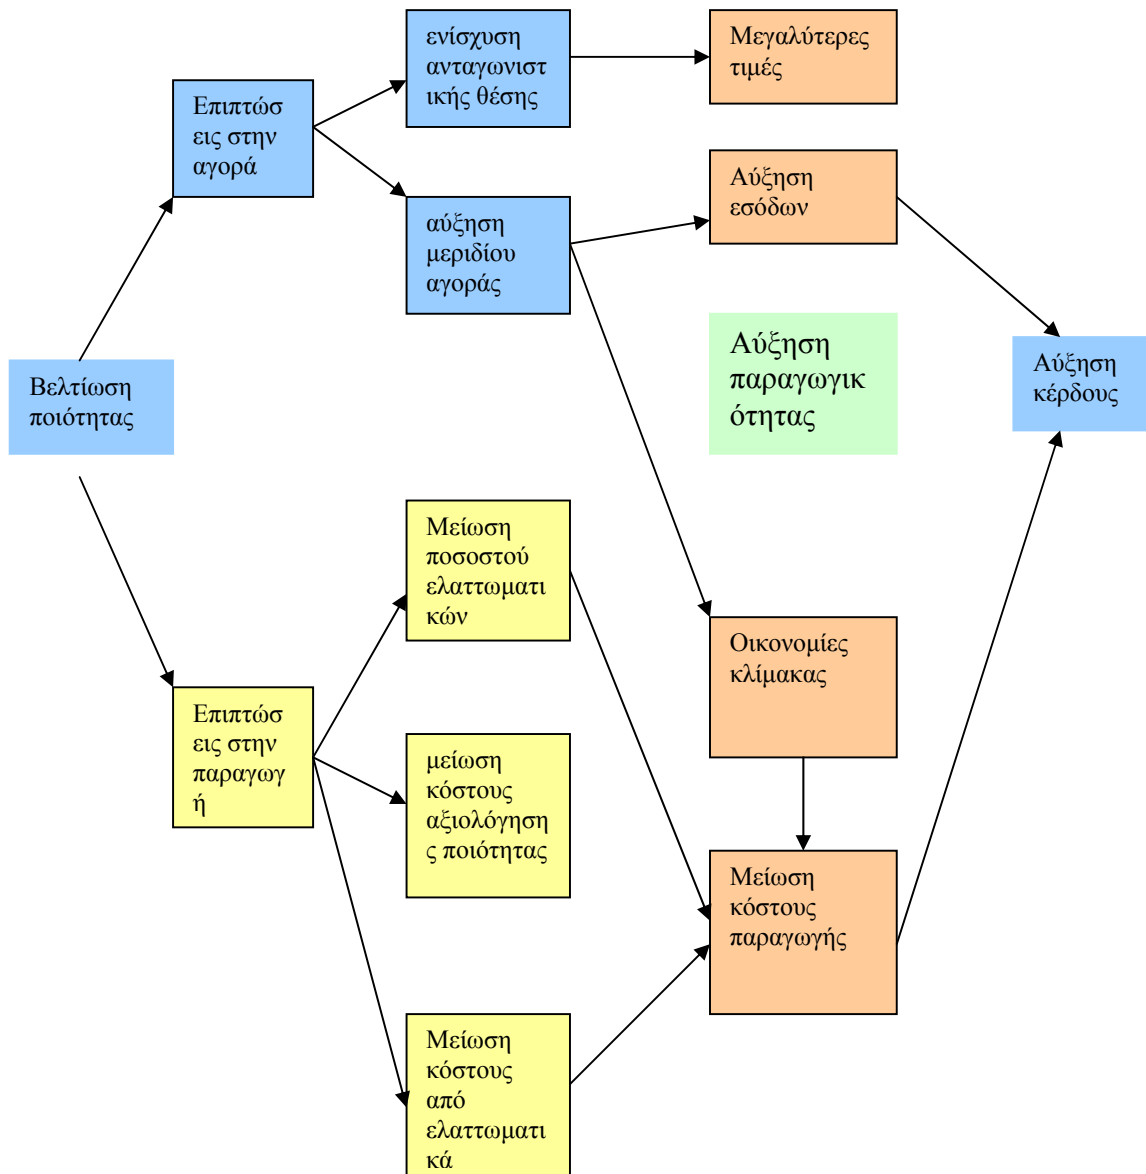 ενίσχυση
ανταγωνιστ
ικής θέσης
Μεγαλύτερες
τιμές
Επιπτώσ
εις στην
αγορά
αύξηση
μεριδίου
αγοράς
Αύξηση
εσόδων
Βελτίωση
ποιότητας
Αύξηση
παραγωγικ
ότητας
Αύξηση
κέρδους
Μείωση
ποσοστού
ελαττωματι
κών
Οικονομίες
κλίμακας
Επιπτώσ
εις στην
παραγωγ
ή
μείωση
κόστους
αξιολόγηση
ς ποιότητας
Μείωση
κόστους
παραγωγής
Μείωση
κόστους
από
ελαττωματι
κά